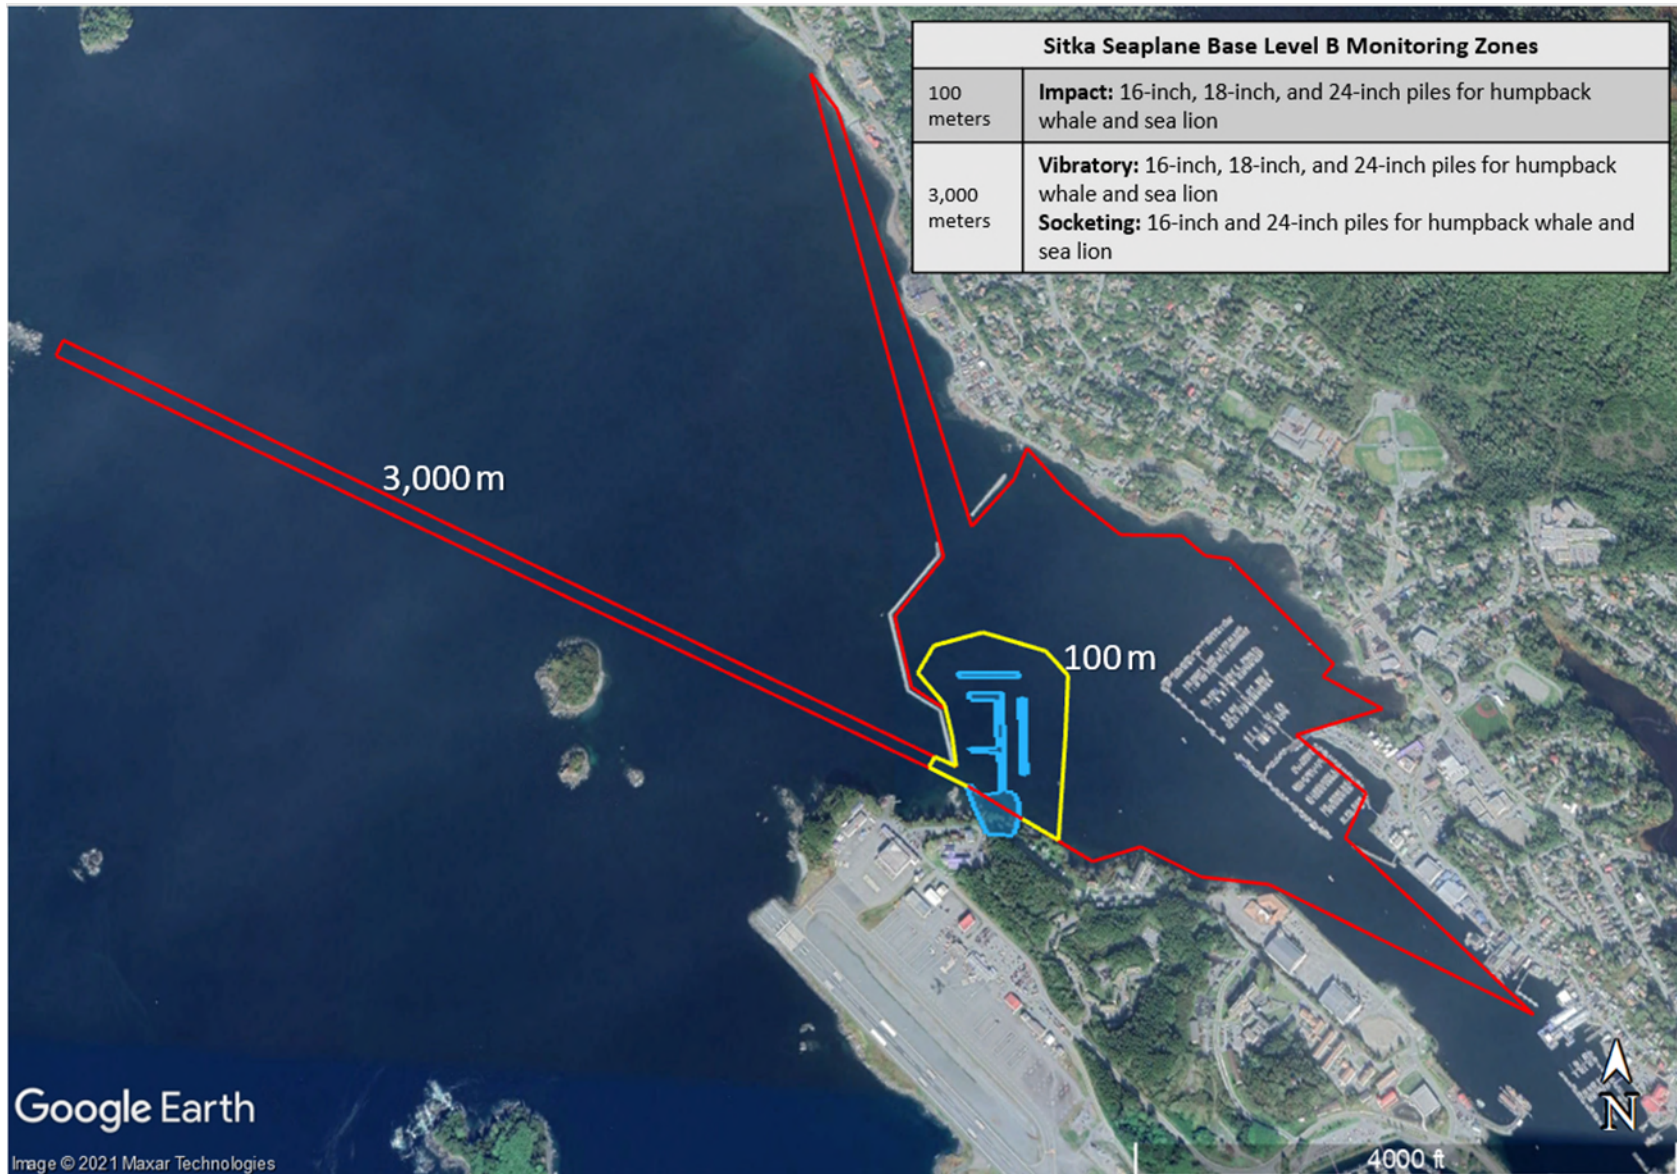 Sitka Seaplane Base Level B Monitoring Zones
100
meters
Impact: 16-inch, 18-inch, and 24-inch piles for humpback
whale and sea lion
3,000
meters
Vibratory: 16-inch, 18-inch, and 24-inch piles for humpback
whale and sea lion
Socketing: 16-inch and 24-inch piles for humpback whale and
sea lion
3,000 m
100 m
N
Google Earth
Image © 2021 Maxar Technologies
4000 ft